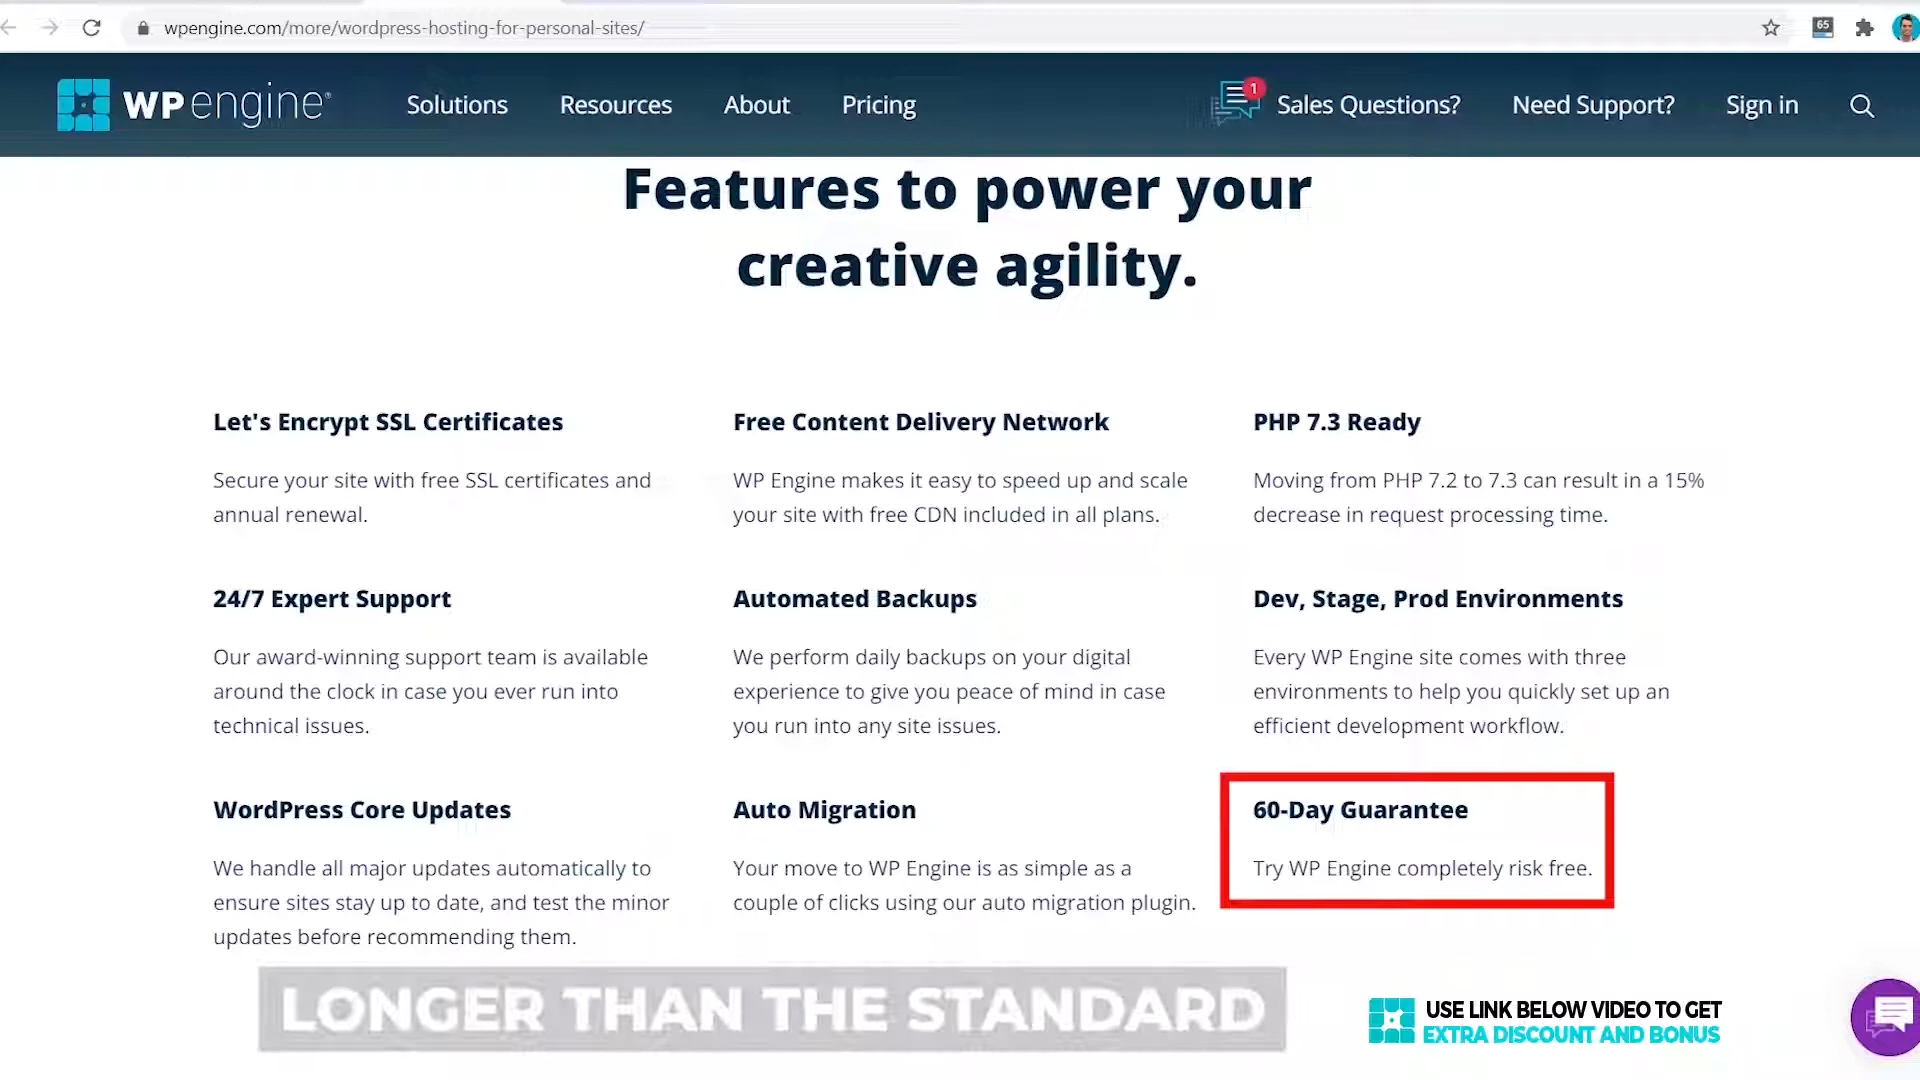 wpengine.com/more/wordpress-hosting-for-personal-sites/
65
WP engine®
Solutions
Resources
About
Pricing
1
Sales Questions?
Need Support?
Sign in
Features to power your
creative agility.
Let's Encrypt SSL Certificates
Secure your site with free SSL certificates and
annual renewal.
Free Content Delivery Network
WP Engine makes it easy to speed up and scale
your site with free CDN included in all plans.
PHP 7.3 Ready
Moving from PHP 7.2 to 7.3 can result in a 15%
decrease in request processing time.
24/7 Expert Support
Our award-winning support team is available
around the clock in case you ever run into
technical issues.
Automated Backups
We perform daily backups on your digital
experience to give you peace of mind in case
you run into any site issues.
Dev, Stage, Prod Environments
Every WP Engine site comes with three
environments to help you quickly set up an
efficient development workflow.
WordPress Core Updates
We handle all major updates automatically to
ensure sites stay up to date, and test the minor
updates before recommending them.
Auto Migration
Your move to WP Engine is as simple as a
couple of clicks using our auto migration plugin.
60-Day Guarantee
Try WP Engine completely risk free.
LONGER THAN THE STANDARD
USE LINK BELOW VIDEO TO GET
EXTRA DISCOUNT AND BONUS